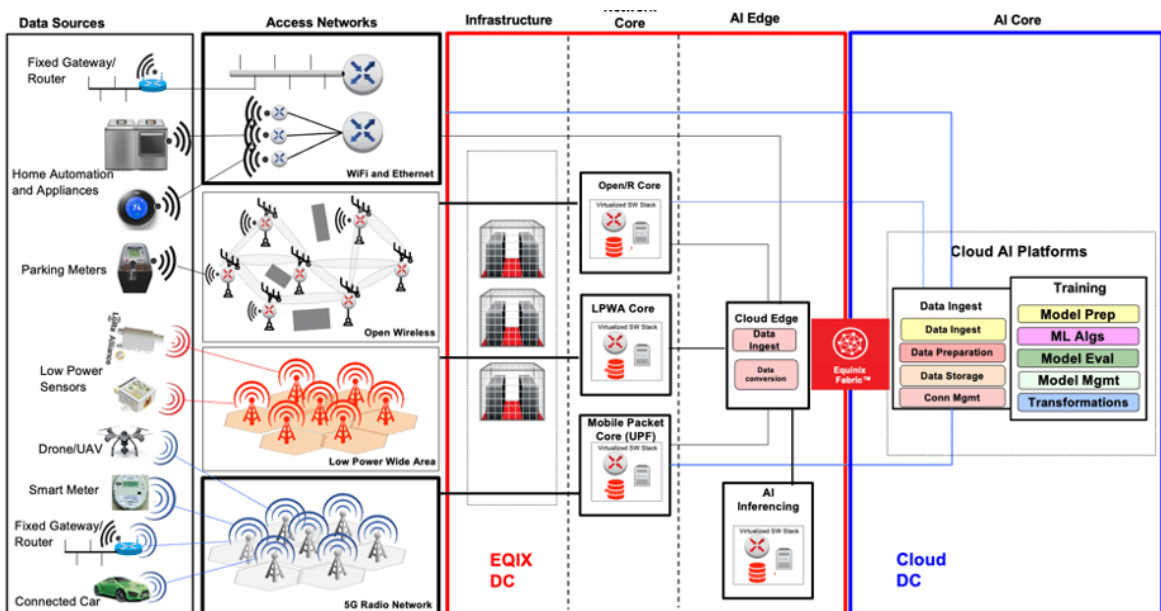 Data Sources
Access Networks
Infrastructure
Core
AI Edge
AI Core
Fixed Gateway/
Router
Home Automation
and Appliances
Parking Meters
LoRa Alliance
Low Power
Sensors
Drone/UAV
Smart Meter
Fixed Gateway/
Router
Connected Car
WiFi and Ethernet
Open Wireless
Low Power Wide Area
5G Radio Network
EQIX
DC
Open/R Core
Virtualized SW Stack
LPWA Core
Virtualized SW Stack
Mobile Packet
Core (UPF)
Virtualized SW Stack
Cloud Edge
Data
Ingest
Data
conversion
AI
Inferencing
Virtualized SW Stack
Equinix
Fabric™
Cloud AI Platforms
Data Ingest
Data Ingest
Data Preparation
Data Storage
Conn Mgmt
Training
Model Prep
ML Algs
Model Eval
Model Mgmt
Transformations
Cloud
DC